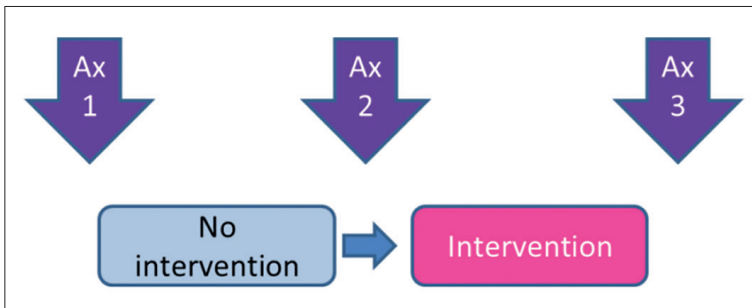 Ax
1
Ax
2
Ax
3
No
intervention
Intervention